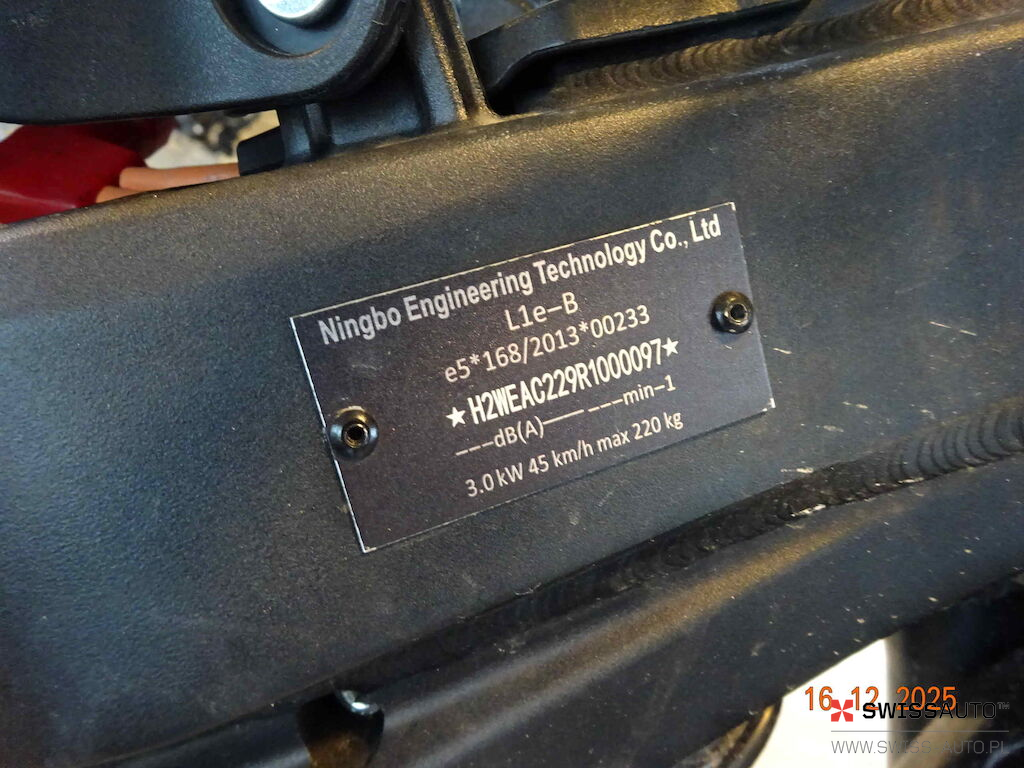 Ningbo Engineering Technology Co., Ltd
L1e-B
e5*168/2013*00233
★H2WEAC229R1000097★
---dB(A)-----min-1
3.0 kW 45 km/h max 220 kg
16.12.2025
SWISSAUTO™
WWW.SWISSAUTO.PL